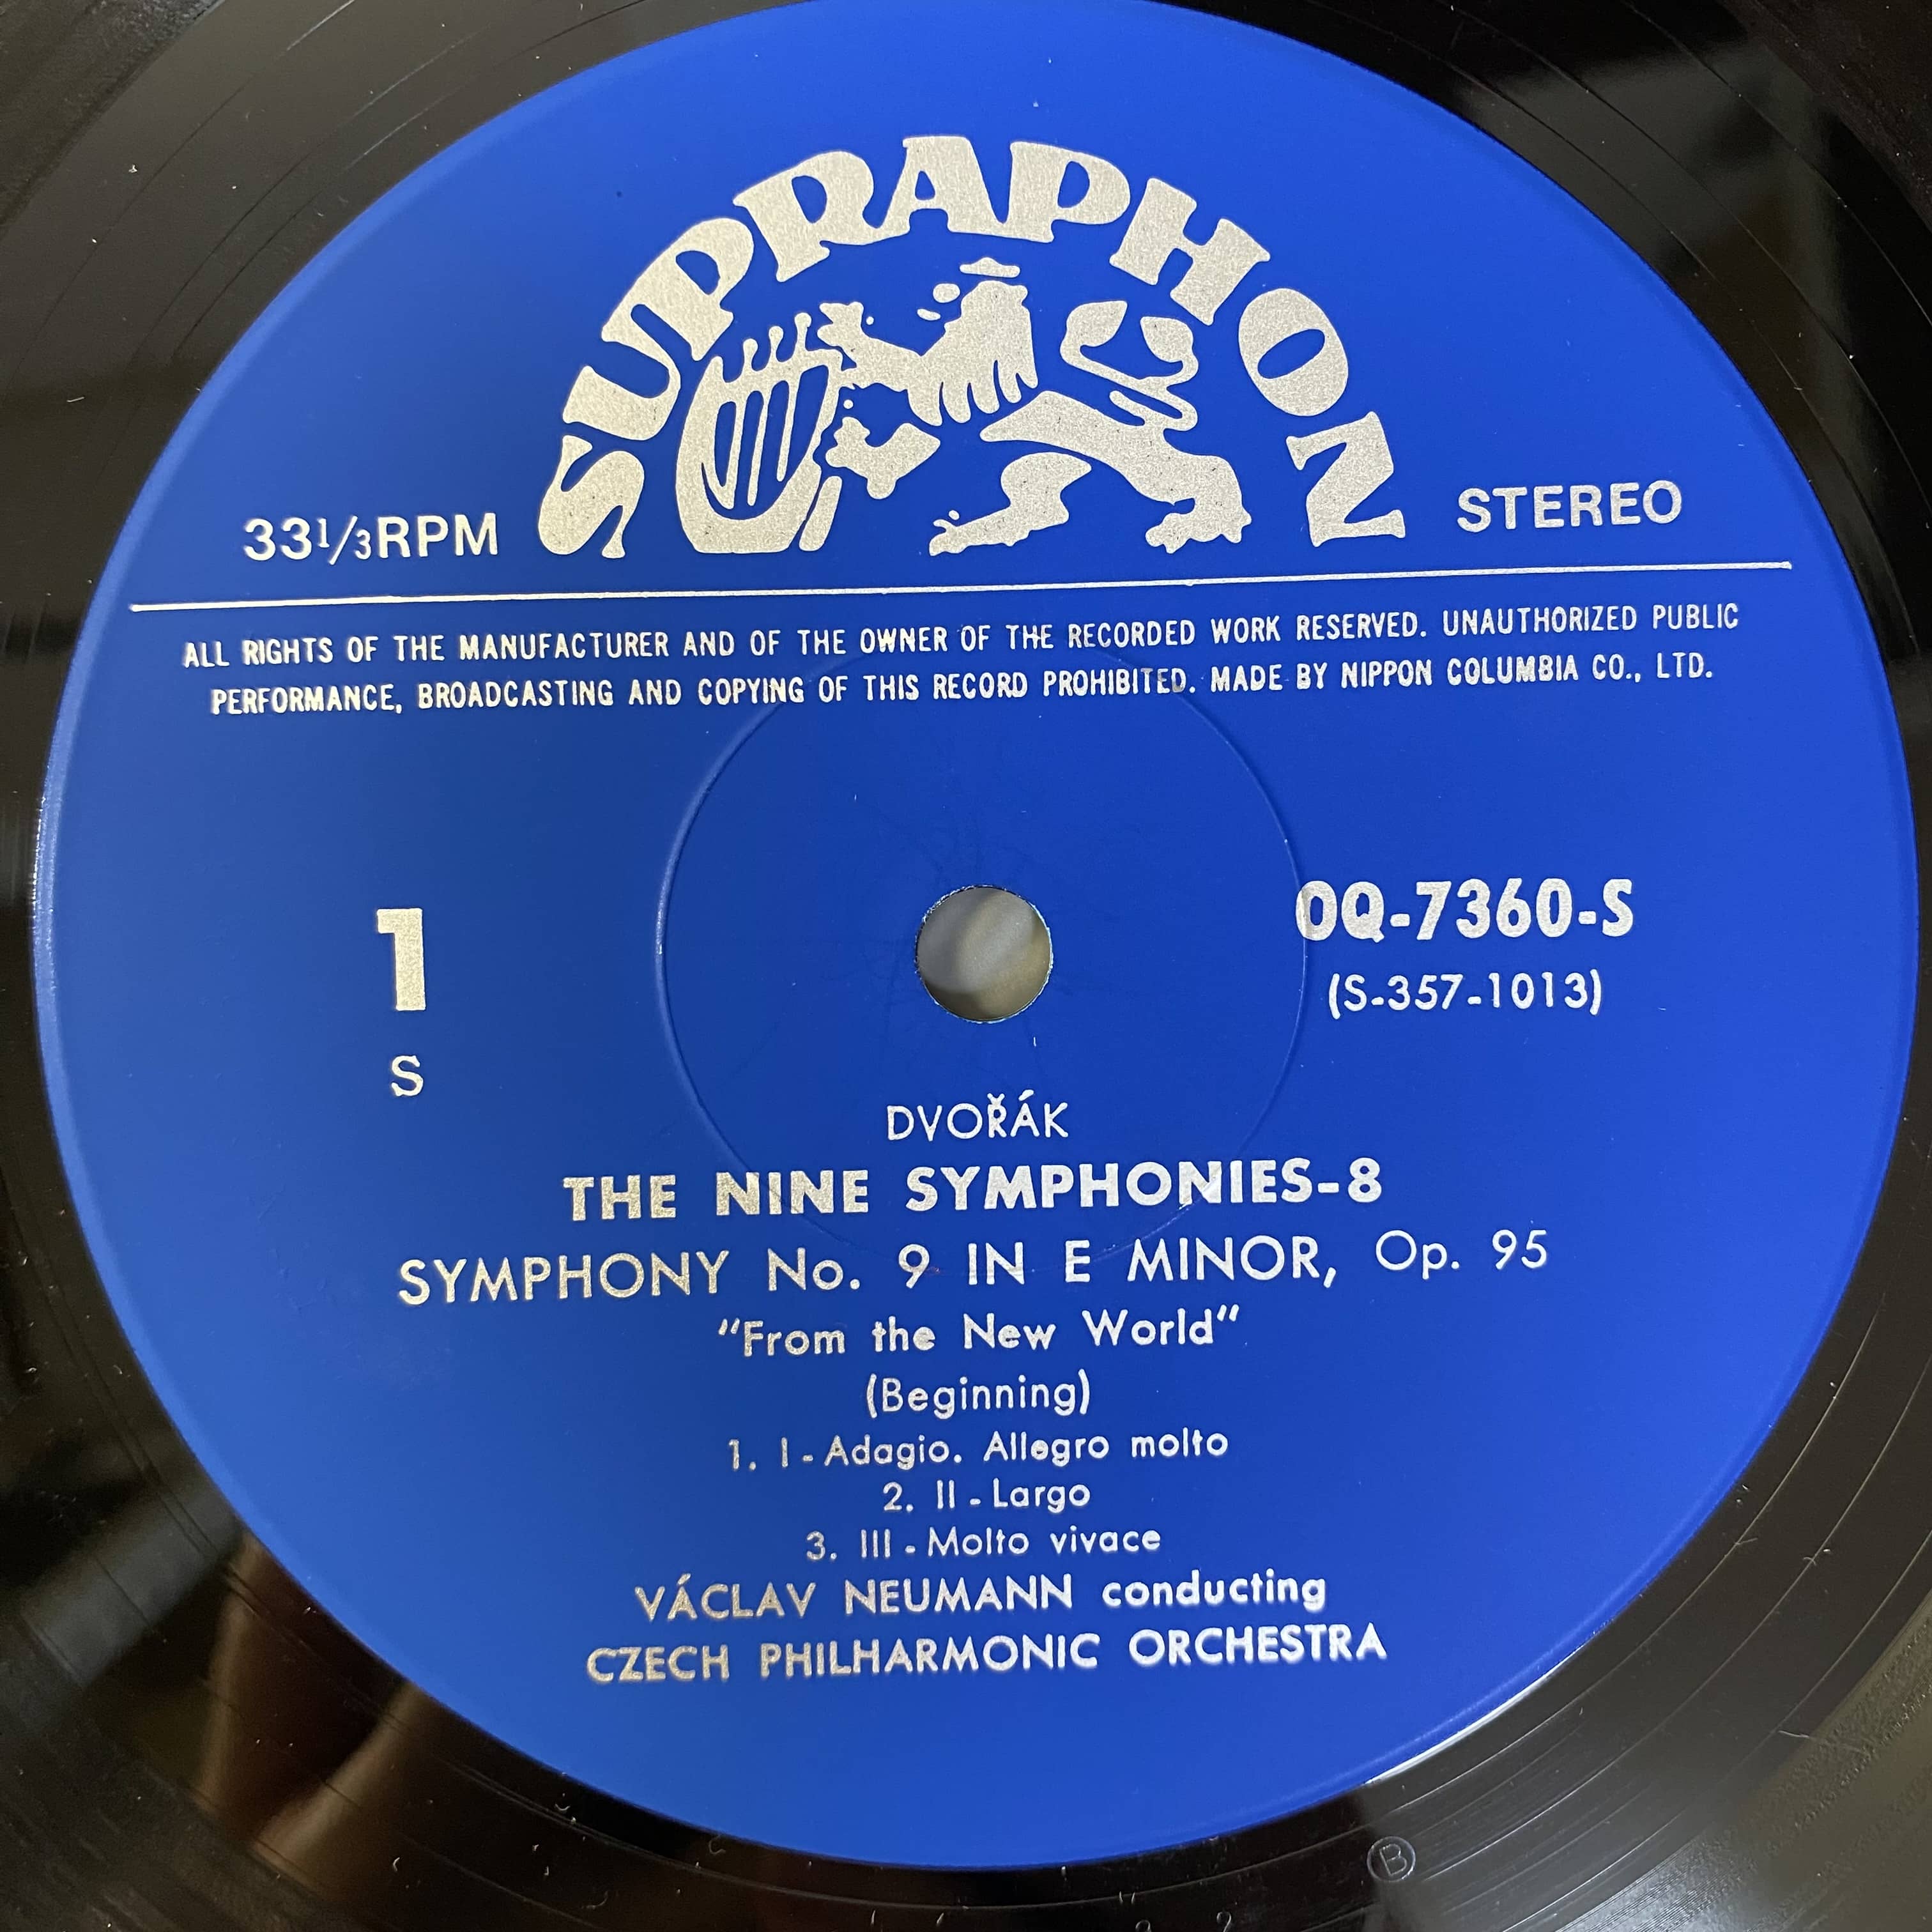 SUPRAPHON
33⅓RPM
STEREO
ALL RIGHTS OF THE MANUFACTURER AND OF THE OWNER OF THE RECORDED WORK RESERVED. UNAUTHORIZED PUBLIC
PERFORMANCE, BROADCASTING AND COPYING OF THIS RECORD PROHIBITED. MADE BY NIPPON COLUMBIA CO., LTD.
1
S
OQ-7360-S
(S-357-1013)
DVOŘÁK
THE NINE SYMPHONIES-8
SYMPHONY No. 9 IN E MINOR, Op. 95
"From the New World"
(Beginning)
1. I - Adagio. Allegro molto
2. II - Largo
3. III - Molto vivace
VÁCLAV NEUMANN conducting
CZECH PHILHARMONIC ORCHESTRA
B